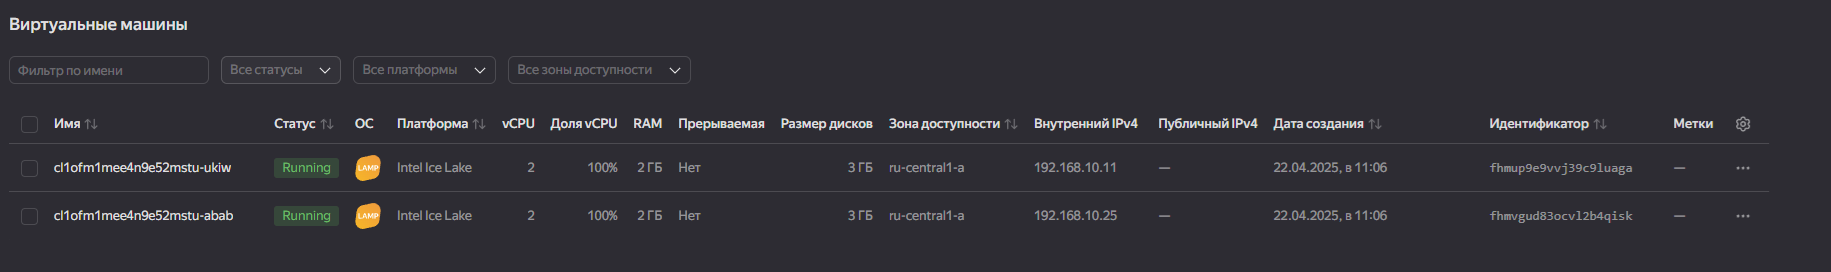 Виртуальные машины
Фильтр по имени Все статусы Все платформы Все зоны доступности
Имя Статус ОС Платформа vCPU Доля vCPU RAM Прерываемая Размер дисков Зона доступности Внутренний IPv4 Публичный IPv4 Дата создания Идентификатор Метки
cl1ofm1mee4n9e52mstu-ukiw Running LAMP Intel Ice Lake 2 100% 2 ГБ Нет 3 ГБ ru-central1-a 192.168.10.11 — 22.04.2025, в 11:06 fhmup9e9vvj39c9luaga — ···
cl1ofm1mee4n9e52mstu-abab Running LAMP Intel Ice Lake 2 100% 2 ГБ Нет 3 ГБ ru-central1-a 192.168.10.25 — 22.04.2025, в 11:06 fhmvgud83ocvl2b4qisk — ···